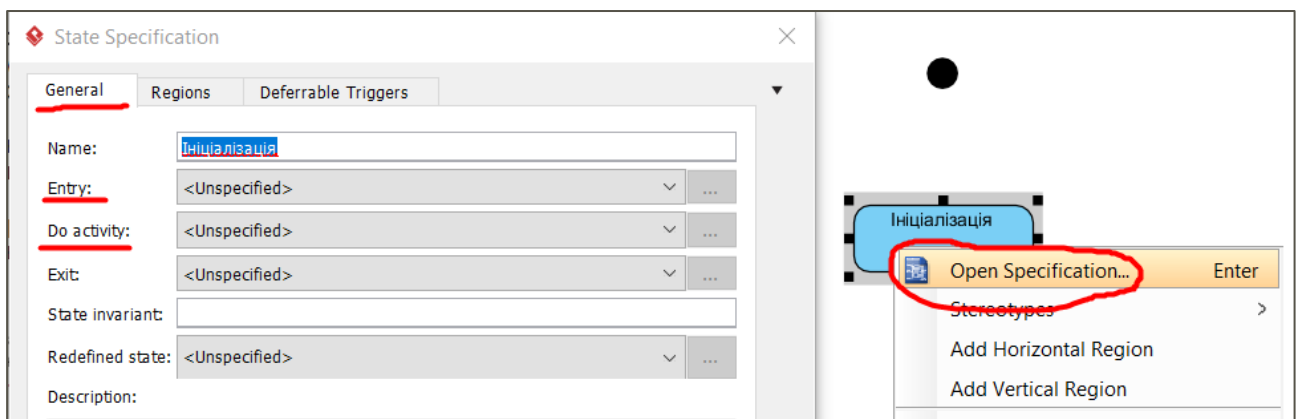 State Specification
General Regions Deferrable Triggers
Name: Ініціалізація
Entry: <Unspecified> ...
Do activity: <Unspecified> ...
Exit: <Unspecified> ...
State invariant:
Redefined state: <Unspecified> ...
Description:
Ініціалізація
Open Specification... Enter
Stereotypes >
Add Horizontal Region
Add Vertical Region